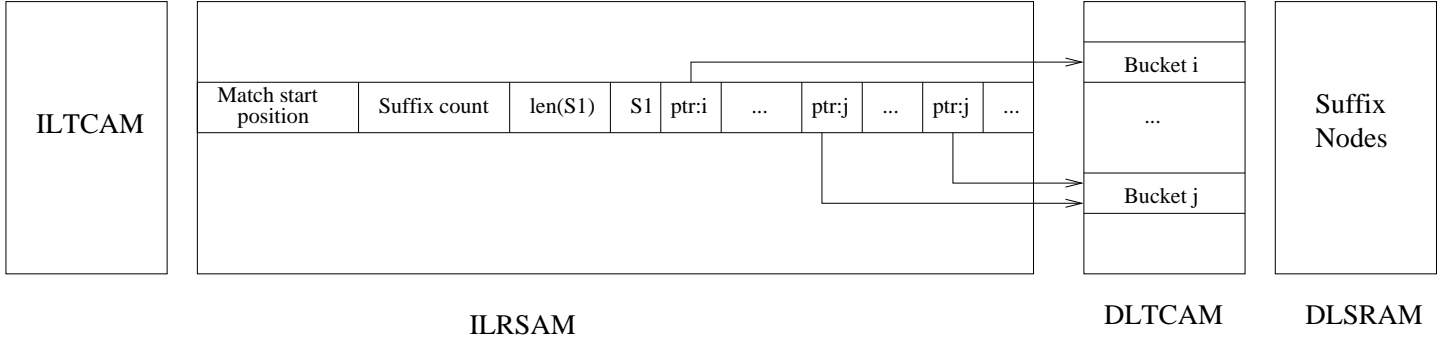 ILTCAM
Match start
position
Suffix count
len(S1)
S1
ptr:i
...
ptr:j
...
ptr:j
...
Bucket i
...
Bucket j
Suffix
Nodes
ILRSAM
DLTCAM
DLSRAM